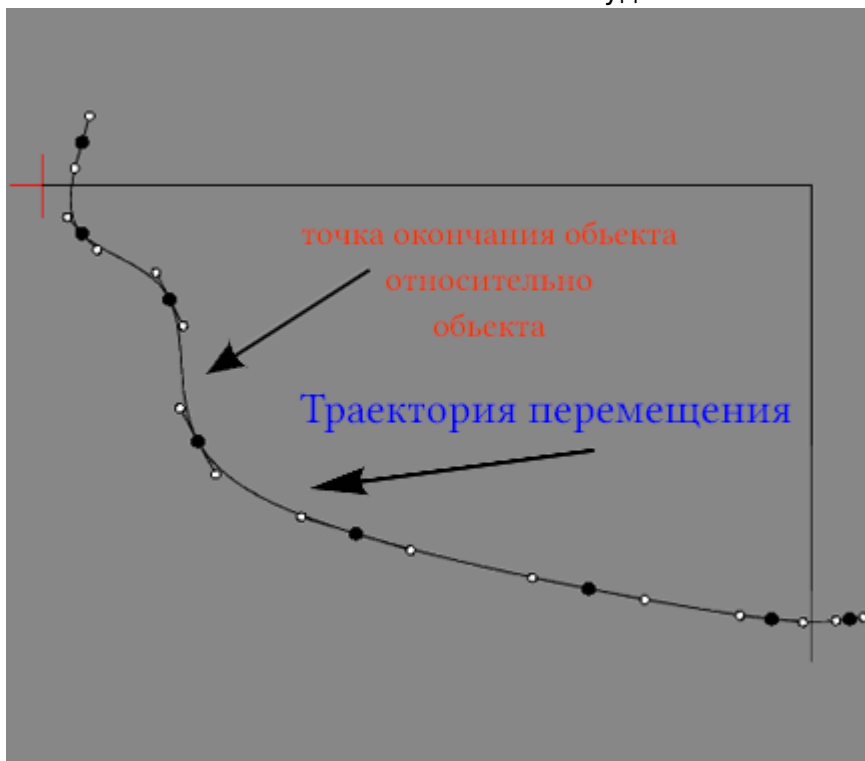 точка окончания обьекта
относительно
обьекта
Траектория перемещения